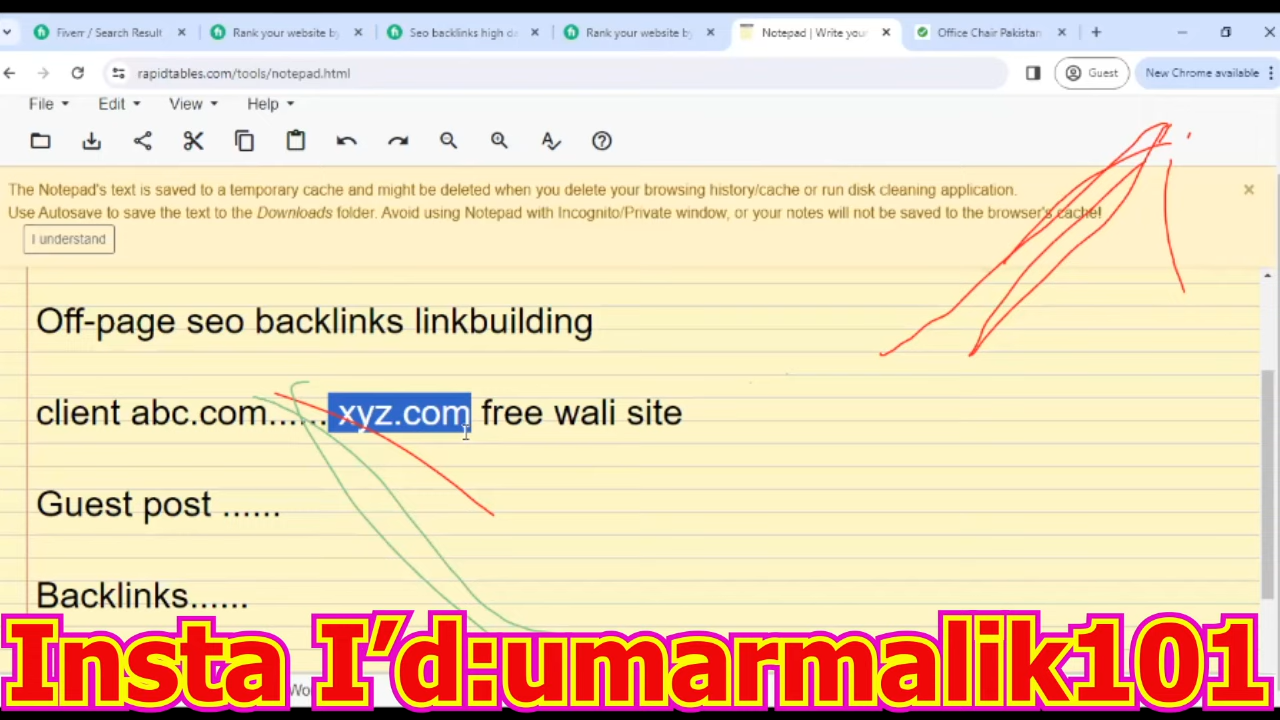 Fiverr / Search Result
Rank your website by
Seo backlinks high da
Rank your website by
Notepad | Write your
Office Chair Pakistan
rapidtables.com/tools/notepad.html
Guest
New Chrome available
File Edit View Help
The Notepad's text is saved to a temporary cache and might be deleted when you delete your browsing history/cache or run disk cleaning application.
Use Autosave to save the text to the Downloads folder. Avoid using Notepad with Incognito/Private window, or your notes will not be saved to the browser's cache!
I understand
Off-page seo backlinks linkbuilding
client abc.com...... xyz.com free wali site
Guest post ......
Backlinks......
Insta I'd:umarmalik101